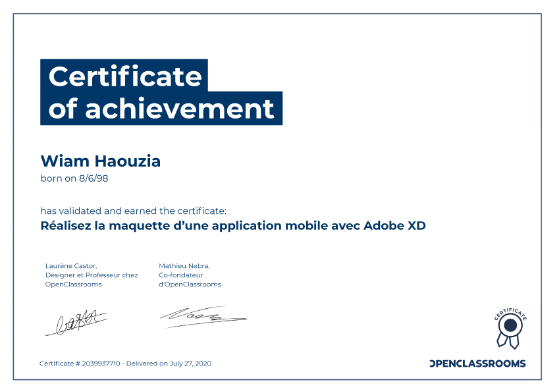 Certificate
of achievement
Wiam Haouzia
born on 8/6/98
has validated and earned the certificate:
Réalisez la maquette d'une application mobile avec Adobe XD
Laurène Castor,
Designer et Professeur chez
OpenClassrooms
Mathieu Nebra,
Co-fondateur
d'OpenClassrooms
CERTIFICATE
Certificate # 2039937710 - Delivered on July 27, 2020
OPENCLASSROOMS